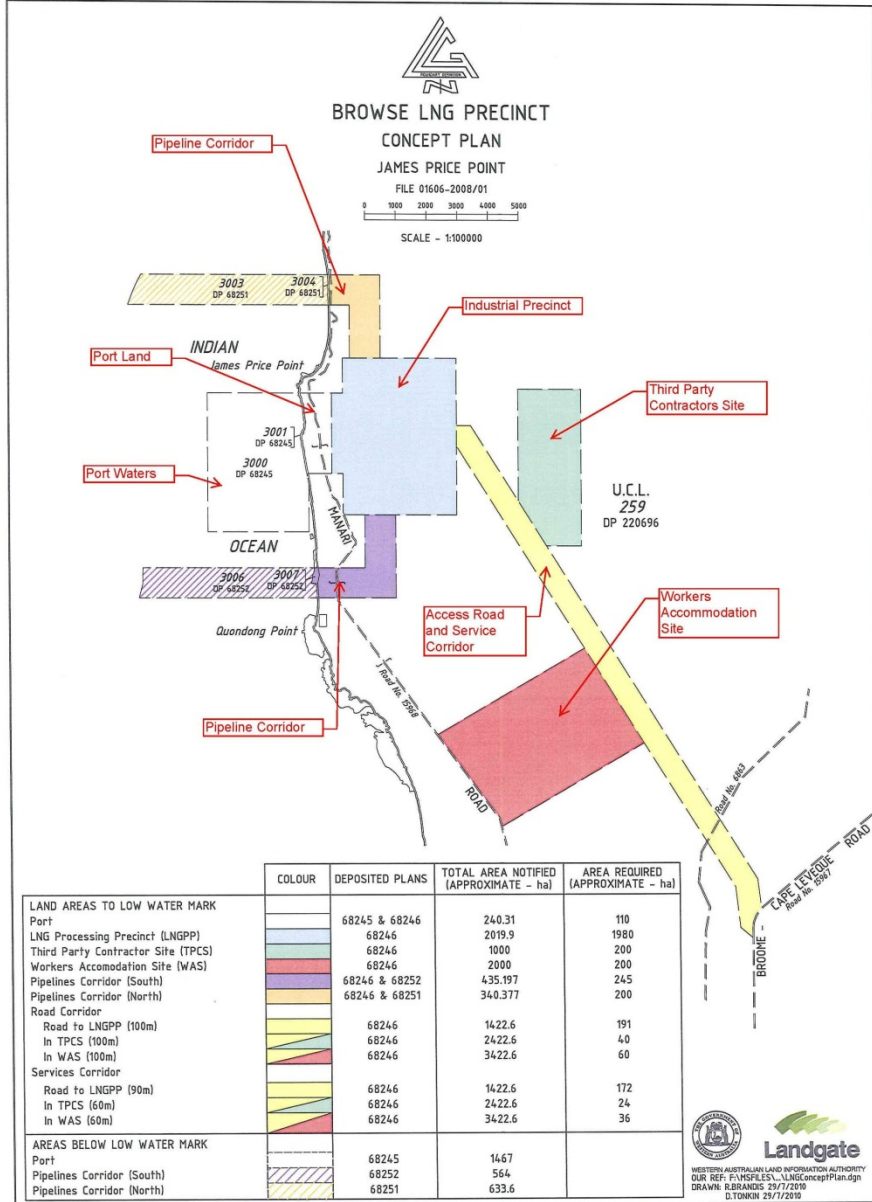 BROWSE LNG PRECINCT
CONCEPT PLAN
JAMES PRICE POINT
FILE 01606-2008/01
0 1000 2000 3000 4000 5000
SCALE - 1:100000
Pipeline Corridor
3003
DP 68251
3004
DP 68251
INDIAN
James Price Point
Industrial Precinct
Port Land
Third Party
Contractors Site
3001
DP 68245
3000
DP 68245
Port Waters
U.C.L.
259
DP 220696
MANARI
OCEAN
3006
DP 68252
3007
DP 68252
Access Road
and Service
Corridor
Workers
Accommodation
Site
Quondong Point
Road No. 15968
Pipeline Corridor
ROAD
Road No. 6863
CAPE LEVEQUE ROAD
Road No. 15967
BROOME -
COLOUR DEPOSITED PLANS TOTAL AREA NOTIFIED (APPROXIMATE - ha) AREA REQUIRED (APPROXIMATE - ha)
LAND AREAS TO LOW WATER MARK
Port 68245 & 68246 240.31 110
LNG Processing Precinct (LNGPP) 68246 2019.9 1980
Third Party Contractor Site (TPCS) 68246 1000 200
Workers Accomodation Site (WAS) 68246 2000 200
Pipelines Corridor (South) 68246 & 68252 435.197 245
Pipelines Corridor (North) 68246 & 68251 340.377 200
Road Corridor
Road to LNGPP (100m) 68246 1422.6 191
In TPCS (100m) 68246 2422.6 40
In WAS (100m) 68246 3422.6 60
Services Corridor
Road to LNGPP (90m) 68246 1422.6 172
In TPCS (60m) 68246 2422.6 24
In WAS (60m) 68246 3422.6 36
AREAS BELOW LOW WATER MARK
Port 68245 1467
Pipelines Corridor (South) 68252 564
Pipelines Corridor (North) 68251 633.6
Landgate
WESTERN AUSTRALIAN LAND INFORMATION AUTHORITY
OUR REF: F:\MSFILES\...\LNGConceptPlan.dgn
DRAWN: R.BRANDIS 29/7/2010
D.TONKIN 29/7/2010